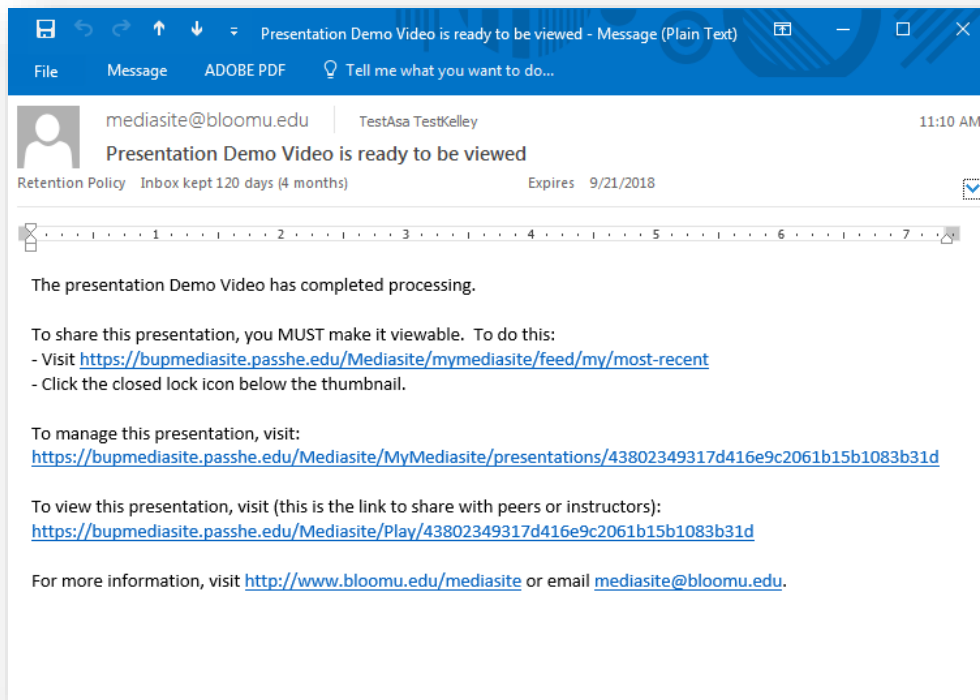 Presentation Demo Video is ready to be viewed - Message (Plain Text)
File Message ADOBE PDF Tell me what you want to do...
mediasite@bloomu.edu TestAsa TestKelley 11:10 AM
Presentation Demo Video is ready to be viewed
Retention Policy Inbox kept 120 days (4 months) Expires 9/21/2018
1 2 3 4 5 6 7
The presentation Demo Video has completed processing.
To share this presentation, you MUST make it viewable.  To do this:
- Visit https://bupmediasite.passhe.edu/Mediasite/mymediasite/feed/my/most-recent
- Click the closed lock icon below the thumbnail.
To manage this presentation, visit:
https://bupmediasite.passhe.edu/Mediasite/MyMediasite/presentations/43802349317d416e9c2061b15b1083b31d
To view this presentation, visit (this is the link to share with peers or instructors):
https://bupmediasite.passhe.edu/Mediasite/Play/43802349317d416e9c2061b15b1083b31d
For more information, visit http://www.bloomu.edu/mediasite or email mediasite@bloomu.edu.